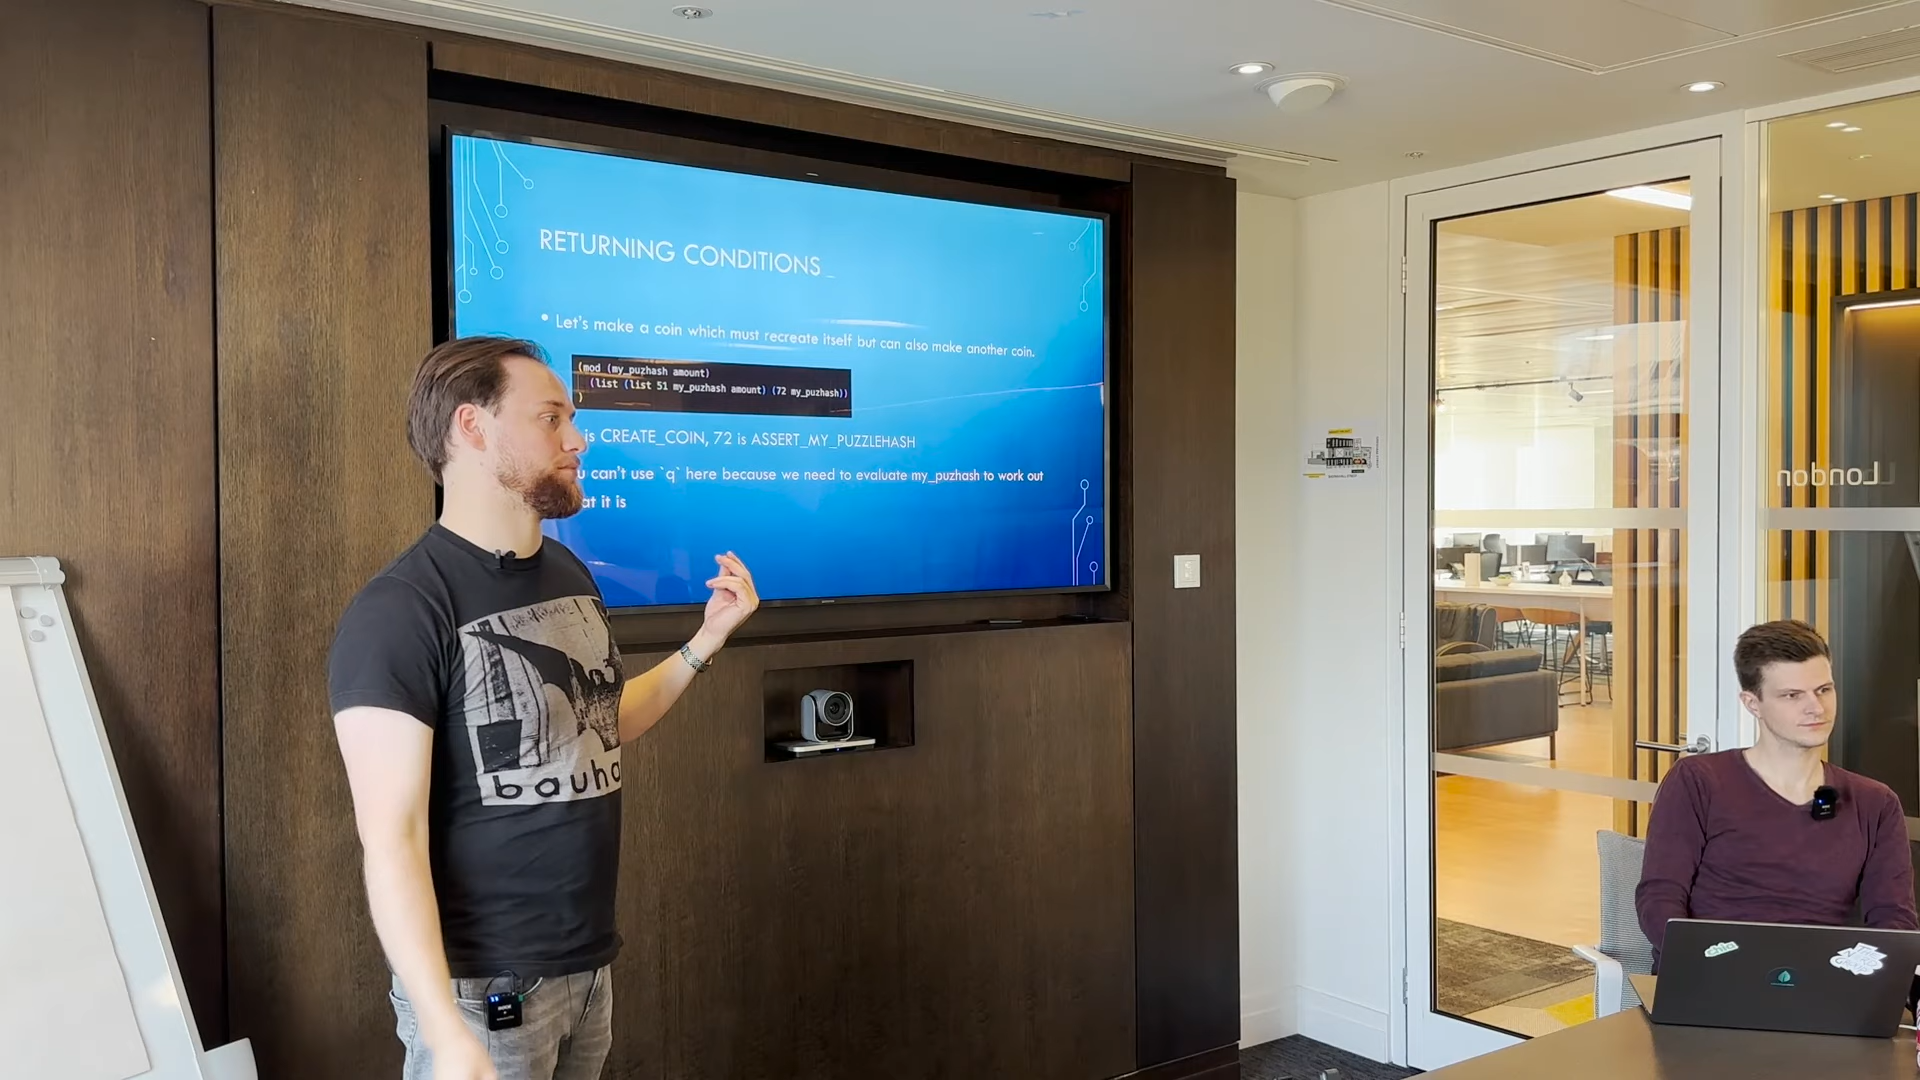 RETURNING CONDITIONS _
• Let's make a coin which must recreate itself but can also make another coin.
(mod (my_puzhash amount)
(list (list 51 my_puzhash amount) (72 my_puzhash))
)
is CREATE_COIN, 72 is ASSERT_MY_PUZZLEHASH
can't use `q` here because we need to evaluate my_puzhash to work out
it is
London
chia